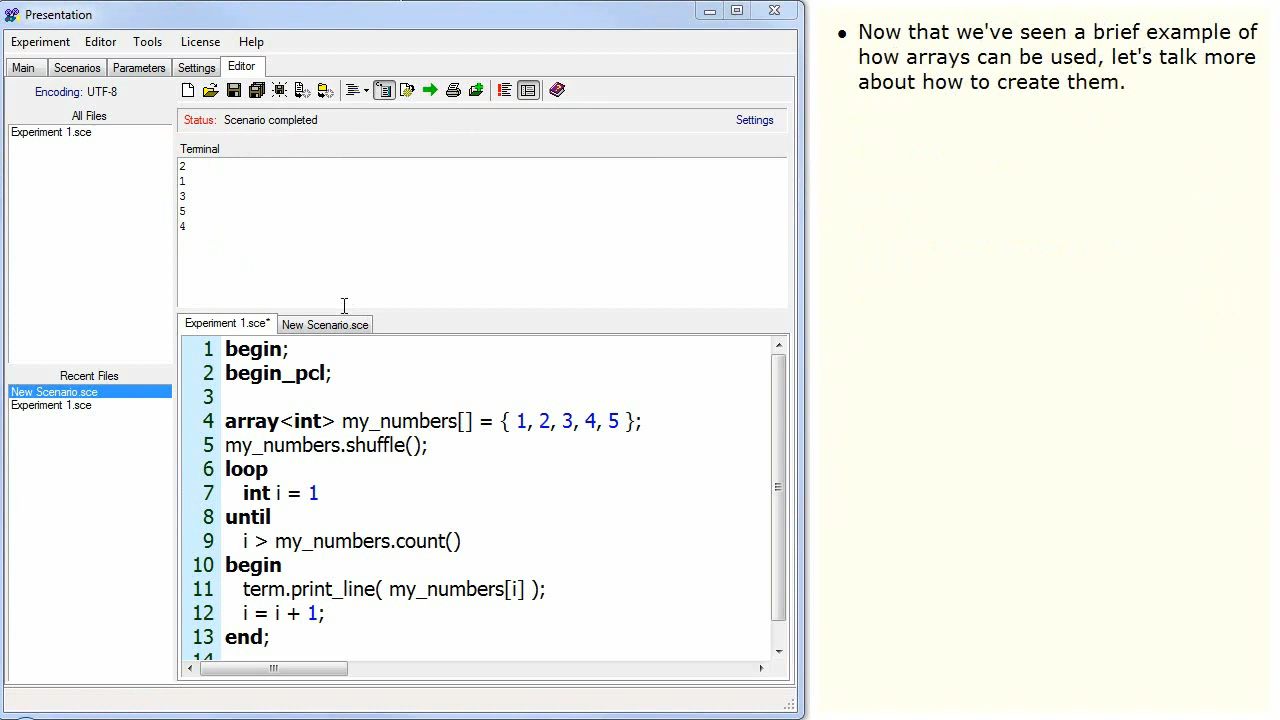 Presentation
Experiment Editor Tools License Help
Main Scenarios Parameters Settings Editor
Encoding: UTF-8
All Files
Experiment 1.sce
Recent Files
New Scenario.sce
Experiment 1.sce
Status: Scenario completed Settings
Terminal
2
1
3
5
4
Experiment 1.sce* New Scenario.sce
1 begin;
2 begin_pcl;
3
4 array<int> my_numbers[] = { 1, 2, 3, 4, 5 };
5 my_numbers.shuffle();
6 loop
7 int i = 1
8 until
9 i > my_numbers.count()
10 begin
11 term.print_line( my_numbers[i] );
12 i = i + 1;
13 end;
14
• Now that we've seen a brief example of
how arrays can be used, let's talk more
about how to create them.